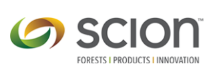 scion™
FORESTS | PRODUCTS | INNOVATION